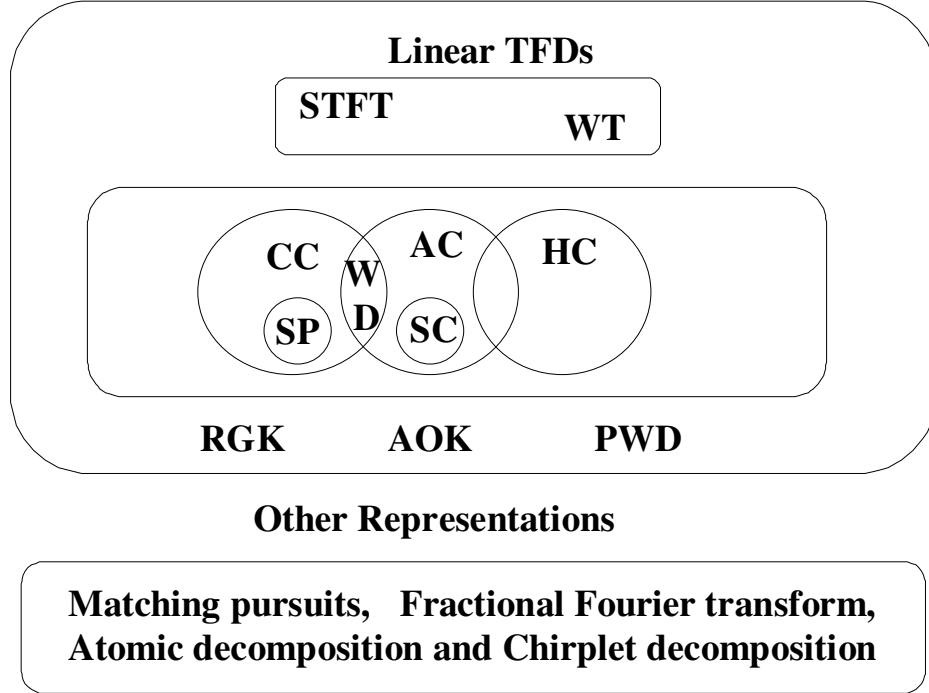 Linear TFDs
STFT
WT
CC
W
D
AC
HC
SP
SC
RGK AOK PWD
Other Representations
Matching pursuits, Fractional Fourier transform,
Atomic decomposition and Chirplet decomposition